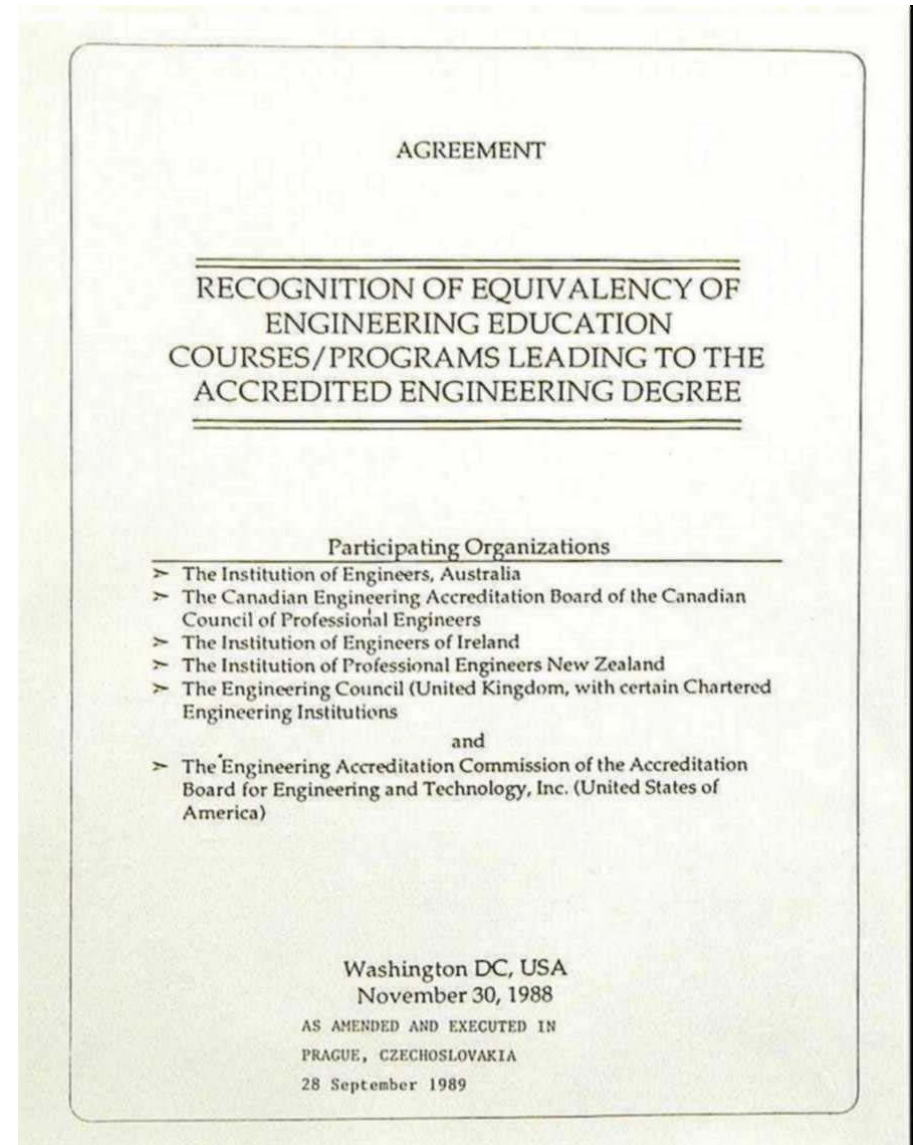 AGREEMENT
RECOGNITION OF EQUIVALENCY OF
ENGINEERING EDUCATION
COURSES/PROGRAMS LEADING TO THE
ACCREDITED ENGINEERING DEGREE
Participating Organizations
➣ The Institution of Engineers, Australia
➣ The Canadian Engineering Accreditation Board of the Canadian
Council of Professional Engineers
➣ The Institution of Engineers of Ireland
➣ The Institution of Professional Engineers New Zealand
➣ The Engineering Council (United Kingdom, with certain Chartered
Engineering Institutions
and
➣ The Engineering Accreditation Commission of the Accreditation
Board for Engineering and Technology, Inc. (United States of
America)
Washington DC, USA
November 30, 1988
AS AMENDED AND EXECUTED IN
PRAGUE, CZECHOSLOVAKIA
28 September 1989